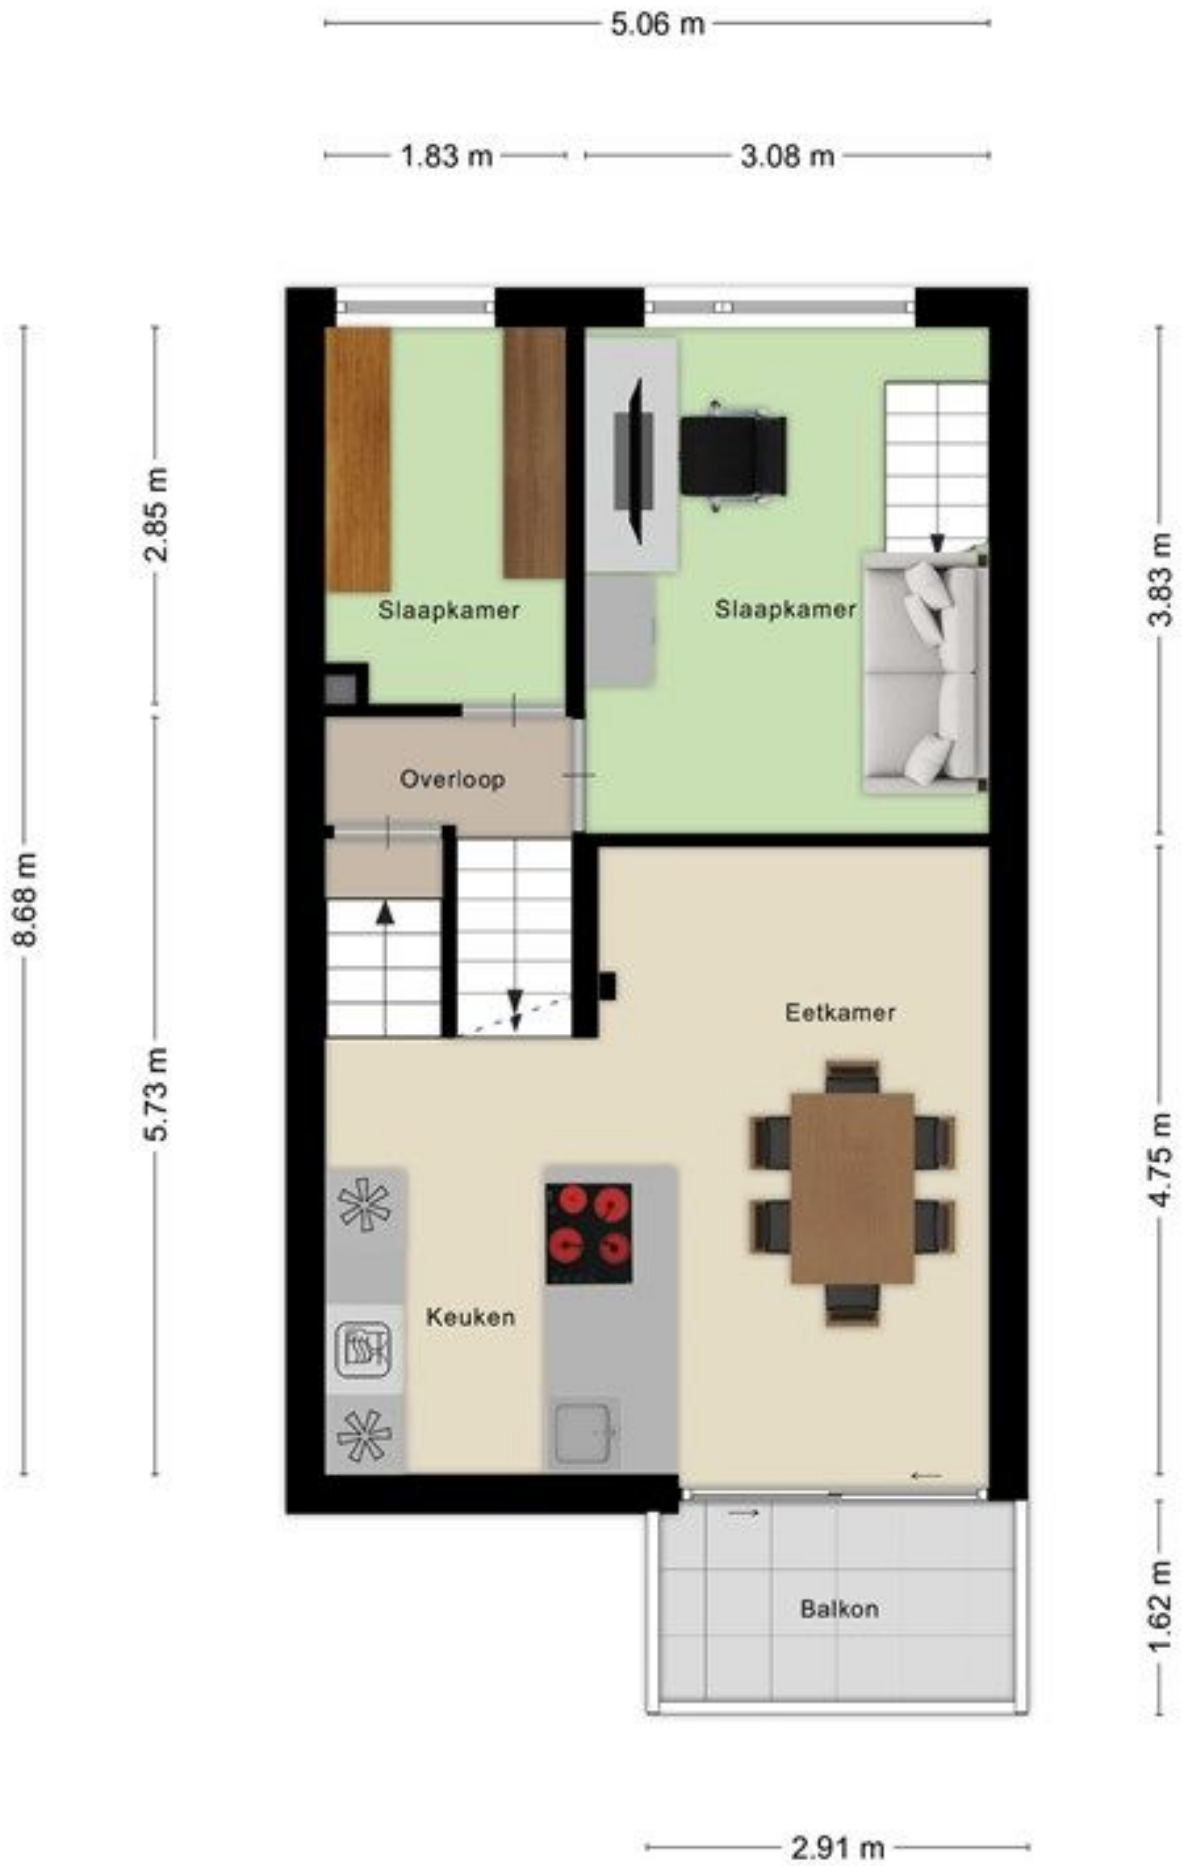 5.06 m
1.83 m
3.08 m
2.85 m
3.83 m
Slaapkamer
Slaapkamer
Overloop
8.68 m
Eetkamer
5.73 m
4.75 m
Keuken
Balkon
1.62 m
2.91 m